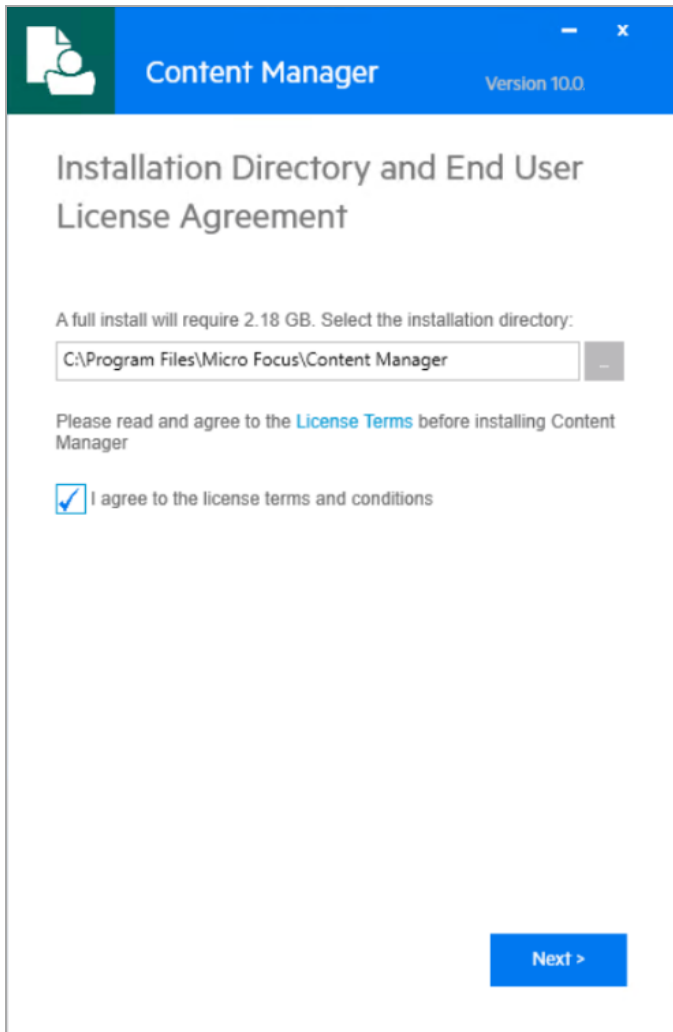 Content Manager
Version 10.0.
Installation Directory and End User
License Agreement
A full install will require 2.18 GB. Select the installation directory:
C:\Program Files\Micro Focus\Content Manager
...
Please read and agree to the License Terms before installing Content
Manager
I agree to the license terms and conditions
Next >